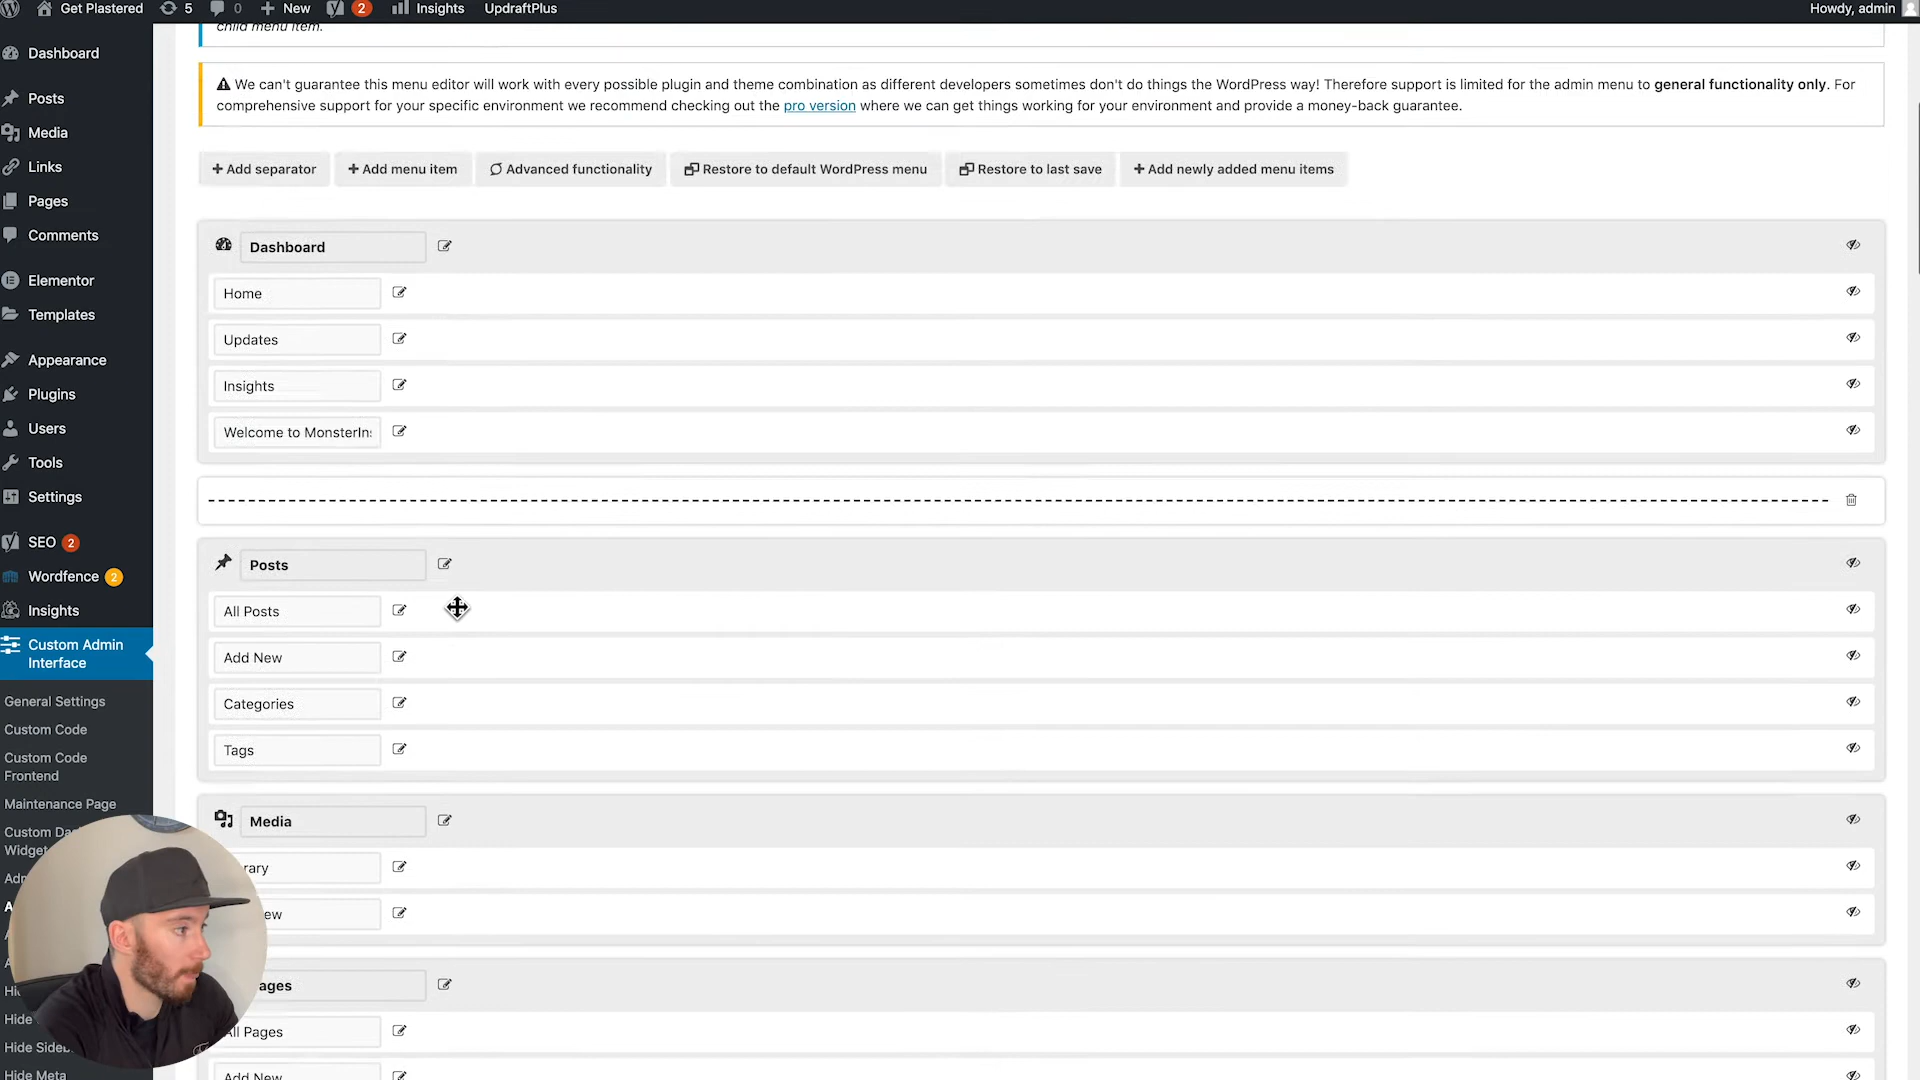 Get Plastered 5 0 New 2 Insights UpdraftPlus Howdy, admin
Dashboard
Posts
Media
Links
Pages
Comments
Elementor
Templates
Appearance
Plugins
Users
Tools
Settings
SEO 2
Wordfence 2
Insights
Custom Admin
Interface
General Settings
Custom Code
Custom Code
Frontend
Maintenance Page
Hide Meta
child menu item.
We can't guarantee this menu editor will work with every possible plugin and theme combination as different developers sometimes don't do things the WordPress way! Therefore support is limited for the admin menu to general functionality only. For
comprehensive support for your specific environment we recommend checking out the pro version where we can get things working for your environment and provide a money-back guarantee.
+ Add separator + Add menu item Advanced functionality Restore to default WordPress menu Restore to last save + Add newly added menu items
Dashboard
Home
Updates
Insights
Welcome to MonsterIn
Posts
All Posts
Add New
Categories
Tags
Media
All Pages
Add New